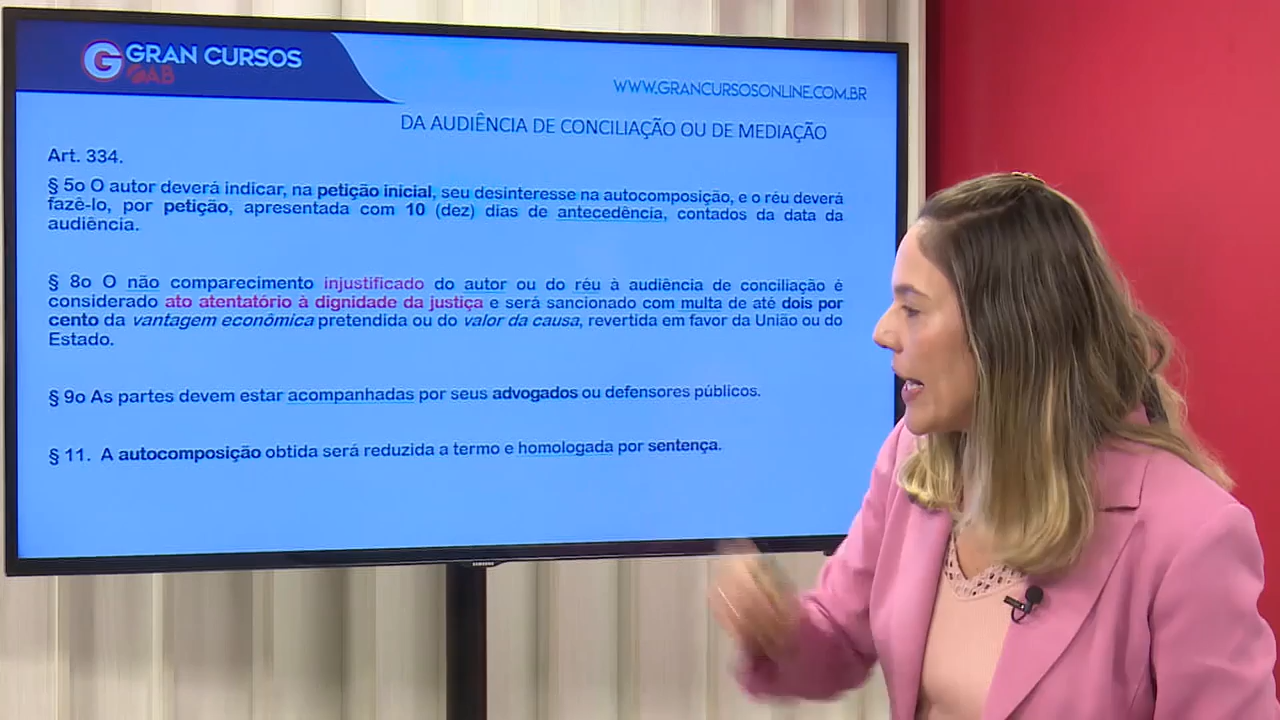 GRAN CURSOS
OAB
WWW.GRANCURSOSONLINE.COM.BR
DA AUDIÊNCIA DE CONCILIAÇÃO OU DE MEDIAÇÃO
Art. 334.
§ 5o O autor deverá indicar, na petição inicial, seu desinteresse na autocomposição, e o réu deverá
fazê-lo, por petição, apresentada com 10 (dez) dias de antecedência, contados da data da
audiência.
§ 8o O não comparecimento injustificado do autor ou do réu à audiência de conciliação é
considerado ato atentatório à dignidade da justiça e será sancionado com multa de até dois por
cento da vantagem econômica pretendida ou do valor da causa, revertida em favor da União ou do
Estado.
§ 9o As partes devem estar acompanhadas por seus advogados ou defensores públicos.
§ 11. A autocomposição obtida será reduzida a termo e homologada por sentença.
SAMSUNG